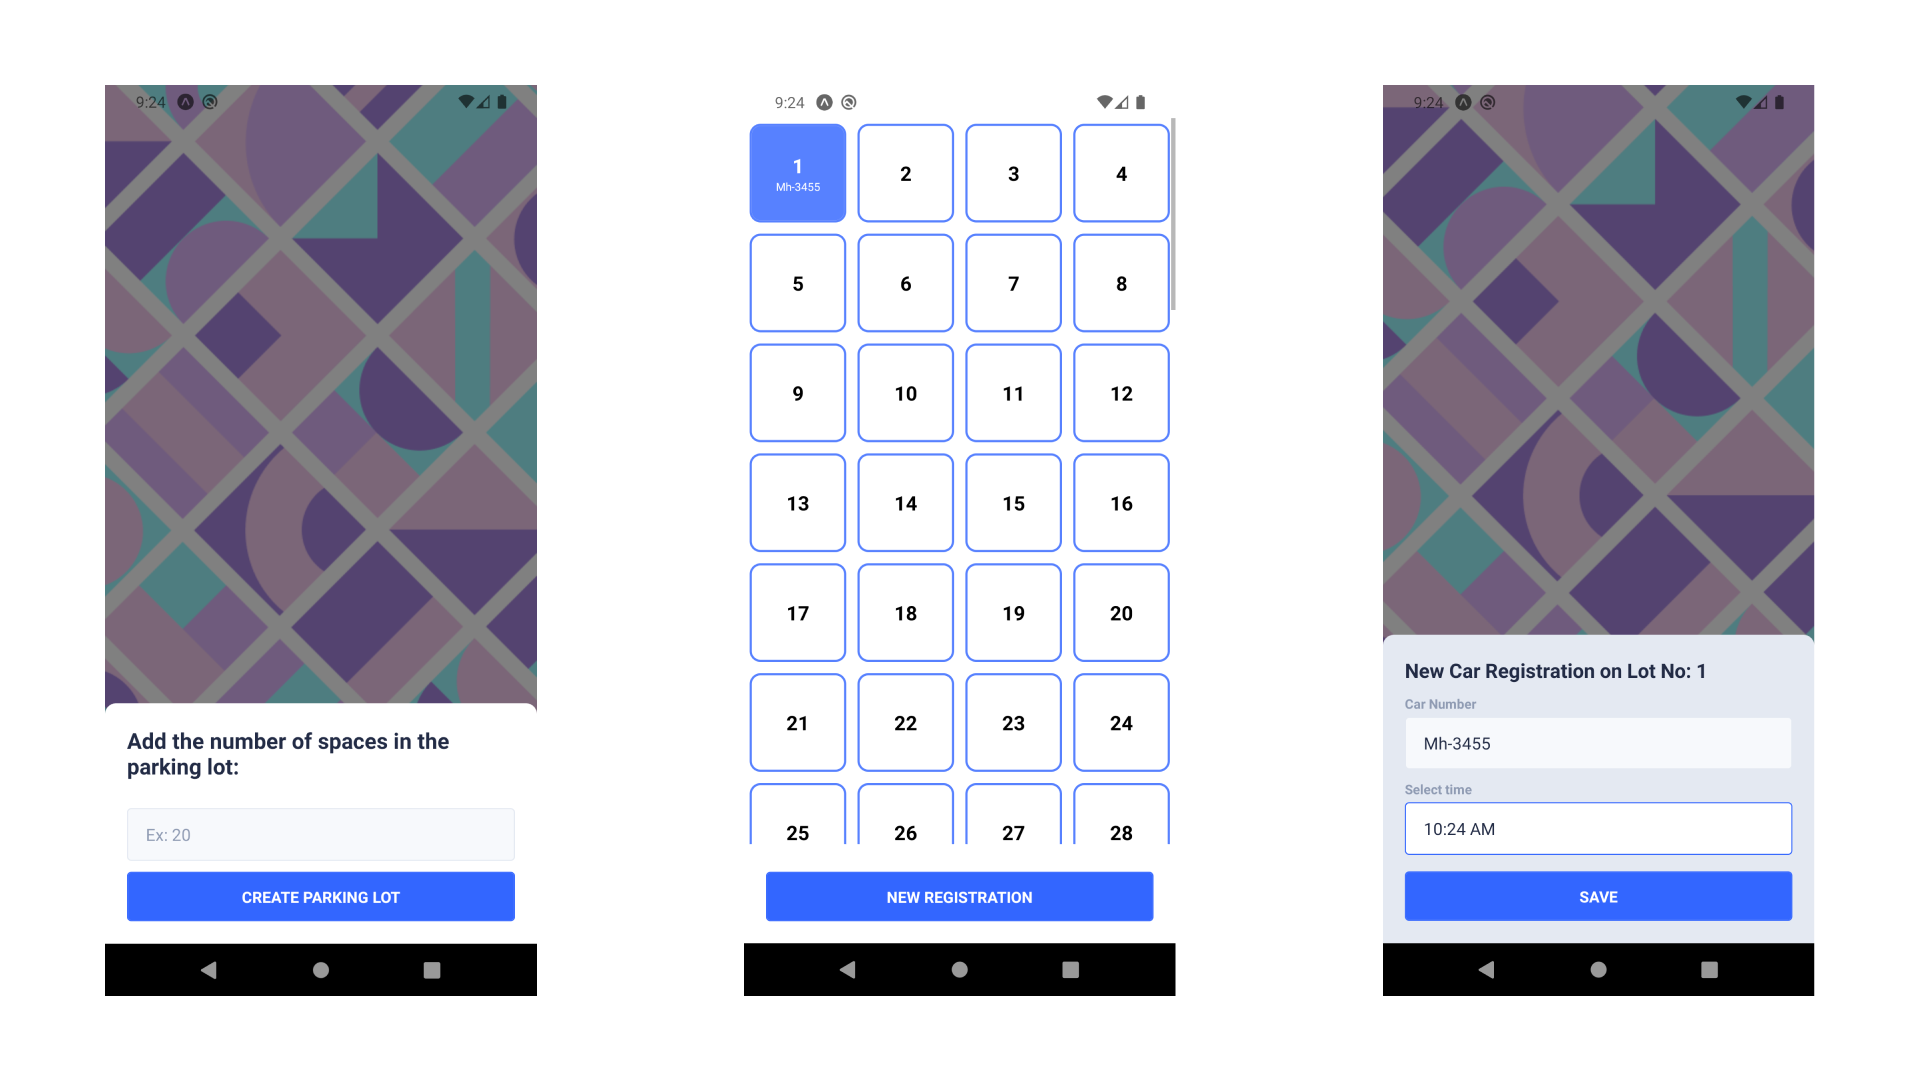 9:24
Add the number of spaces in the
parking lot:
Ex: 20
CREATE PARKING LOT
9:24
1
Mh-3455
2
3
4
5
6
7
8
9
10
11
12
13
14
15
16
17
18
19
20
21
22
23
24
25
26
27
28
NEW REGISTRATION
9:24
New Car Registration on Lot No: 1
Car Number
Mh-3455
Select time
10:24 AM
SAVE